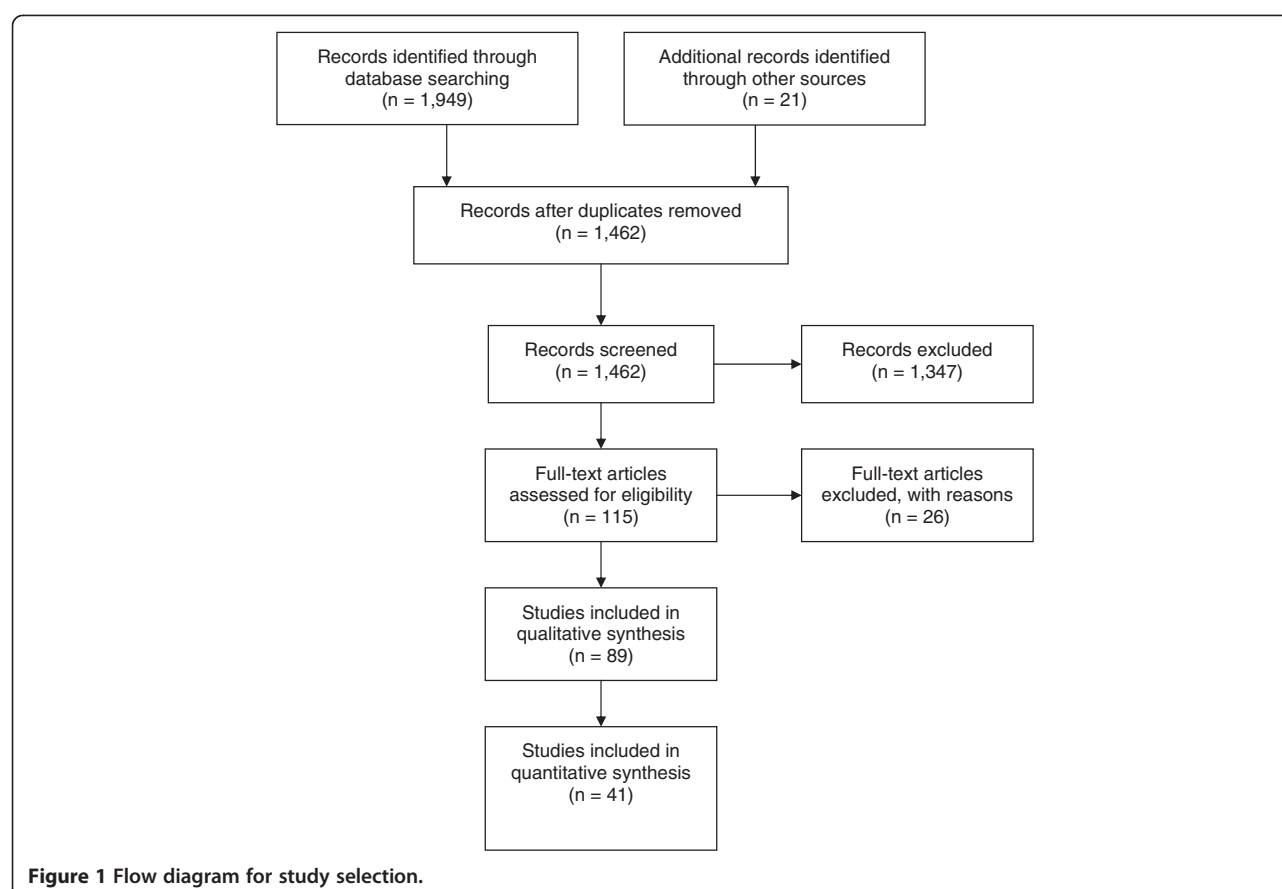 Records identified through
database searching
(n = 1,949)
Additional records identified
through other sources
(n = 21)
Records after duplicates removed
(n = 1,462)
Records screened
(n = 1,462)
Records excluded
(n = 1,347)
Full-text articles
assessed for eligibility
(n = 115)
Full-text articles
excluded, with reasons
(n = 26)
Studies included in
qualitative synthesis
(n = 89)
Studies included in
quantitative synthesis
(n = 41)
Figure 1 Flow diagram for study selection.